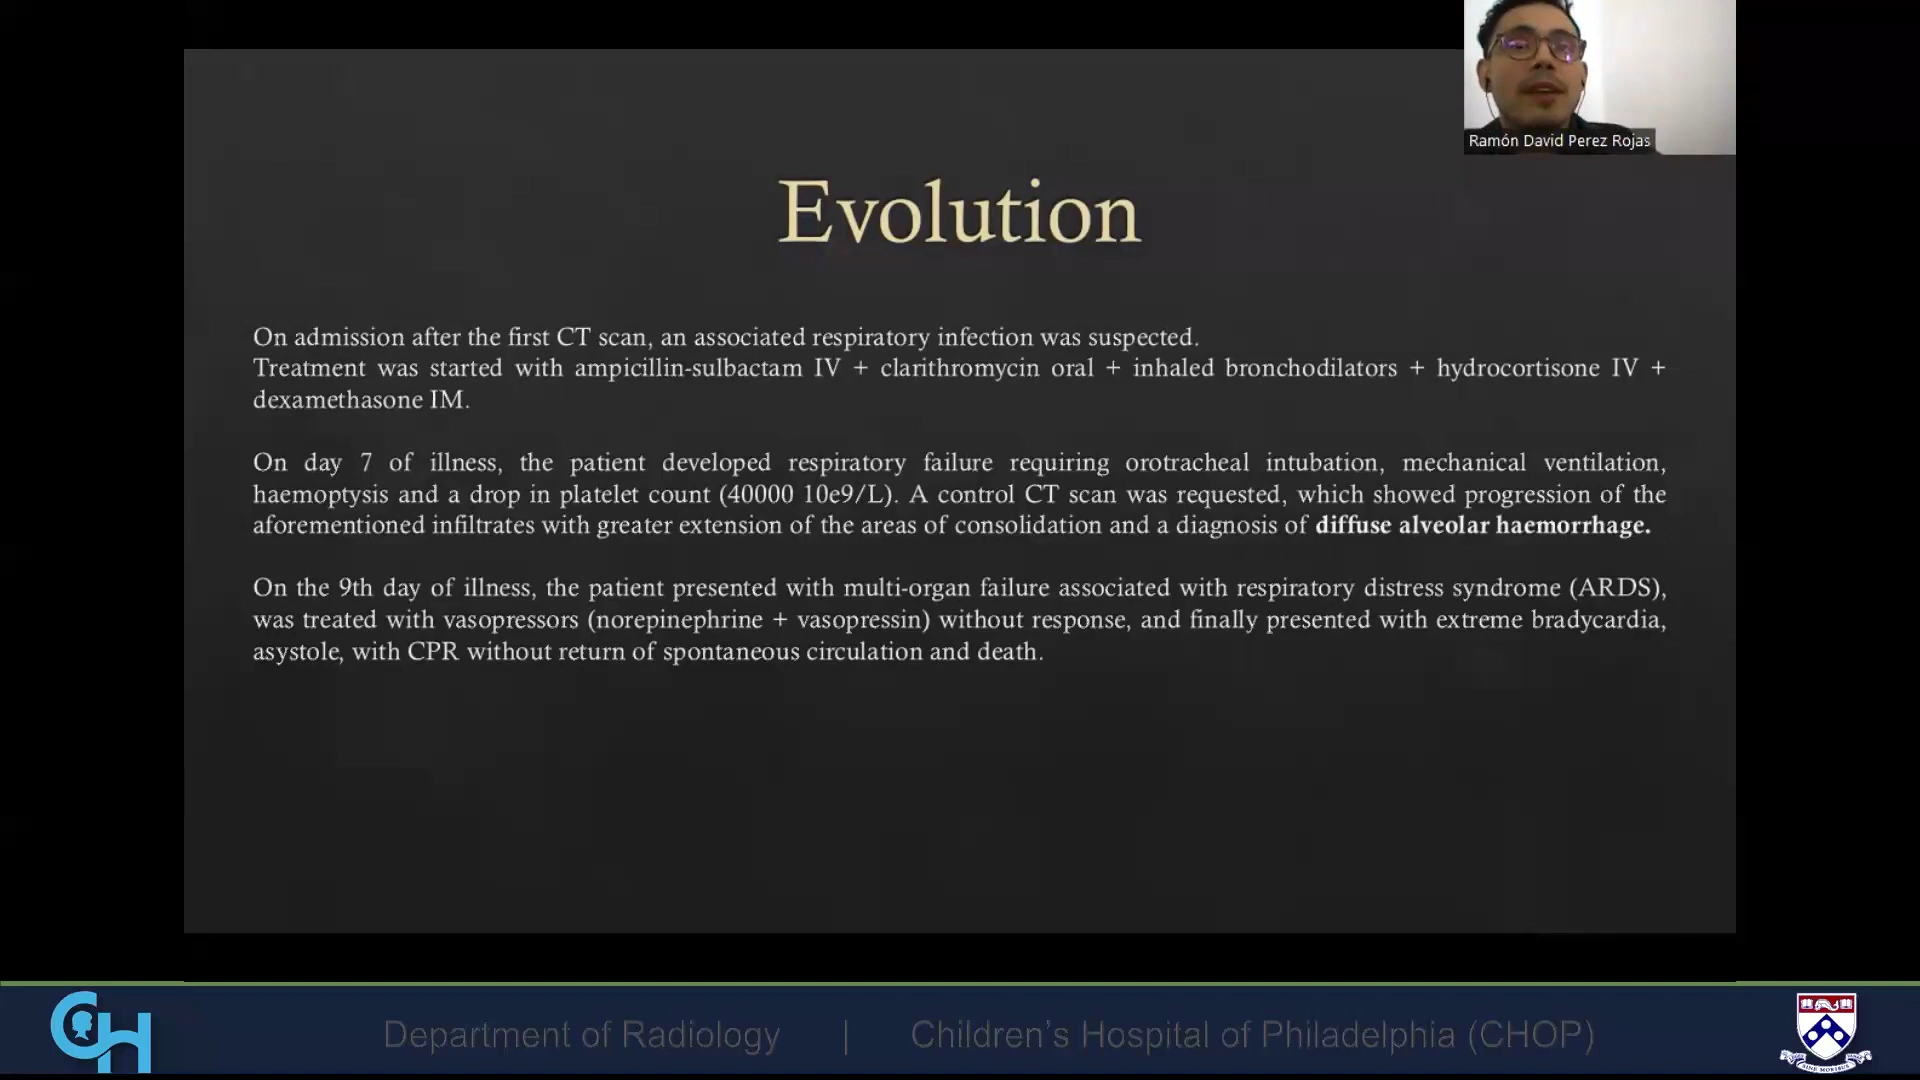 Ramón David Perez Rojas
Evolution
On admission after the first CT scan, an associated respiratory infection was suspected.
Treatment was started with ampicillin-sulbactam IV + clarithromycin oral + inhaled bronchodilators + hydrocortisone IV +
dexamethasone IM.
On day 7 of illness, the patient developed respiratory failure requiring orotracheal intubation, mechanical ventilation,
haemoptysis and a drop in platelet count (40000 10e9/L). A control CT scan was requested, which showed progression of the
aforementioned infiltrates with greater extension of the areas of consolidation and a diagnosis of diffuse alveolar haemorrhage.
On the 9th day of illness, the patient presented with multi-organ failure associated with respiratory distress syndrome (ARDS),
was treated with vasopressors (norepinephrine + vasopressin) without response, and finally presented with extreme bradycardia,
asystole, with CPR without return of spontaneous circulation and death.
CH
Department of Radiology | Children's Hospital of Philadelphia (CHOP)